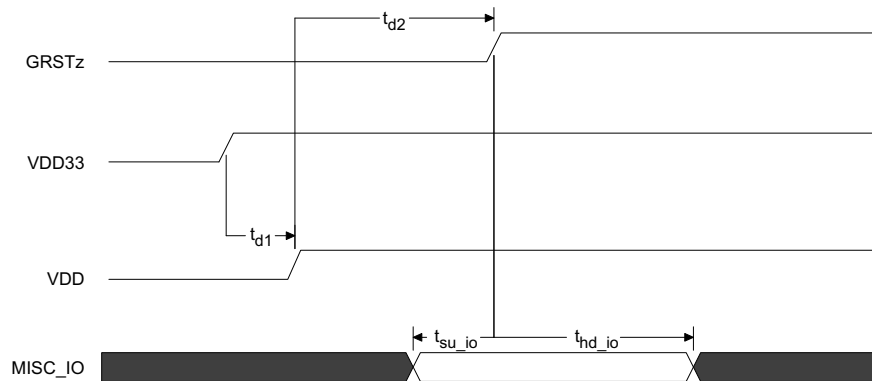 t_d2
GRSTz
VDD33
t_d1
VDD
t_su_io t_hd_io
MISC_IO